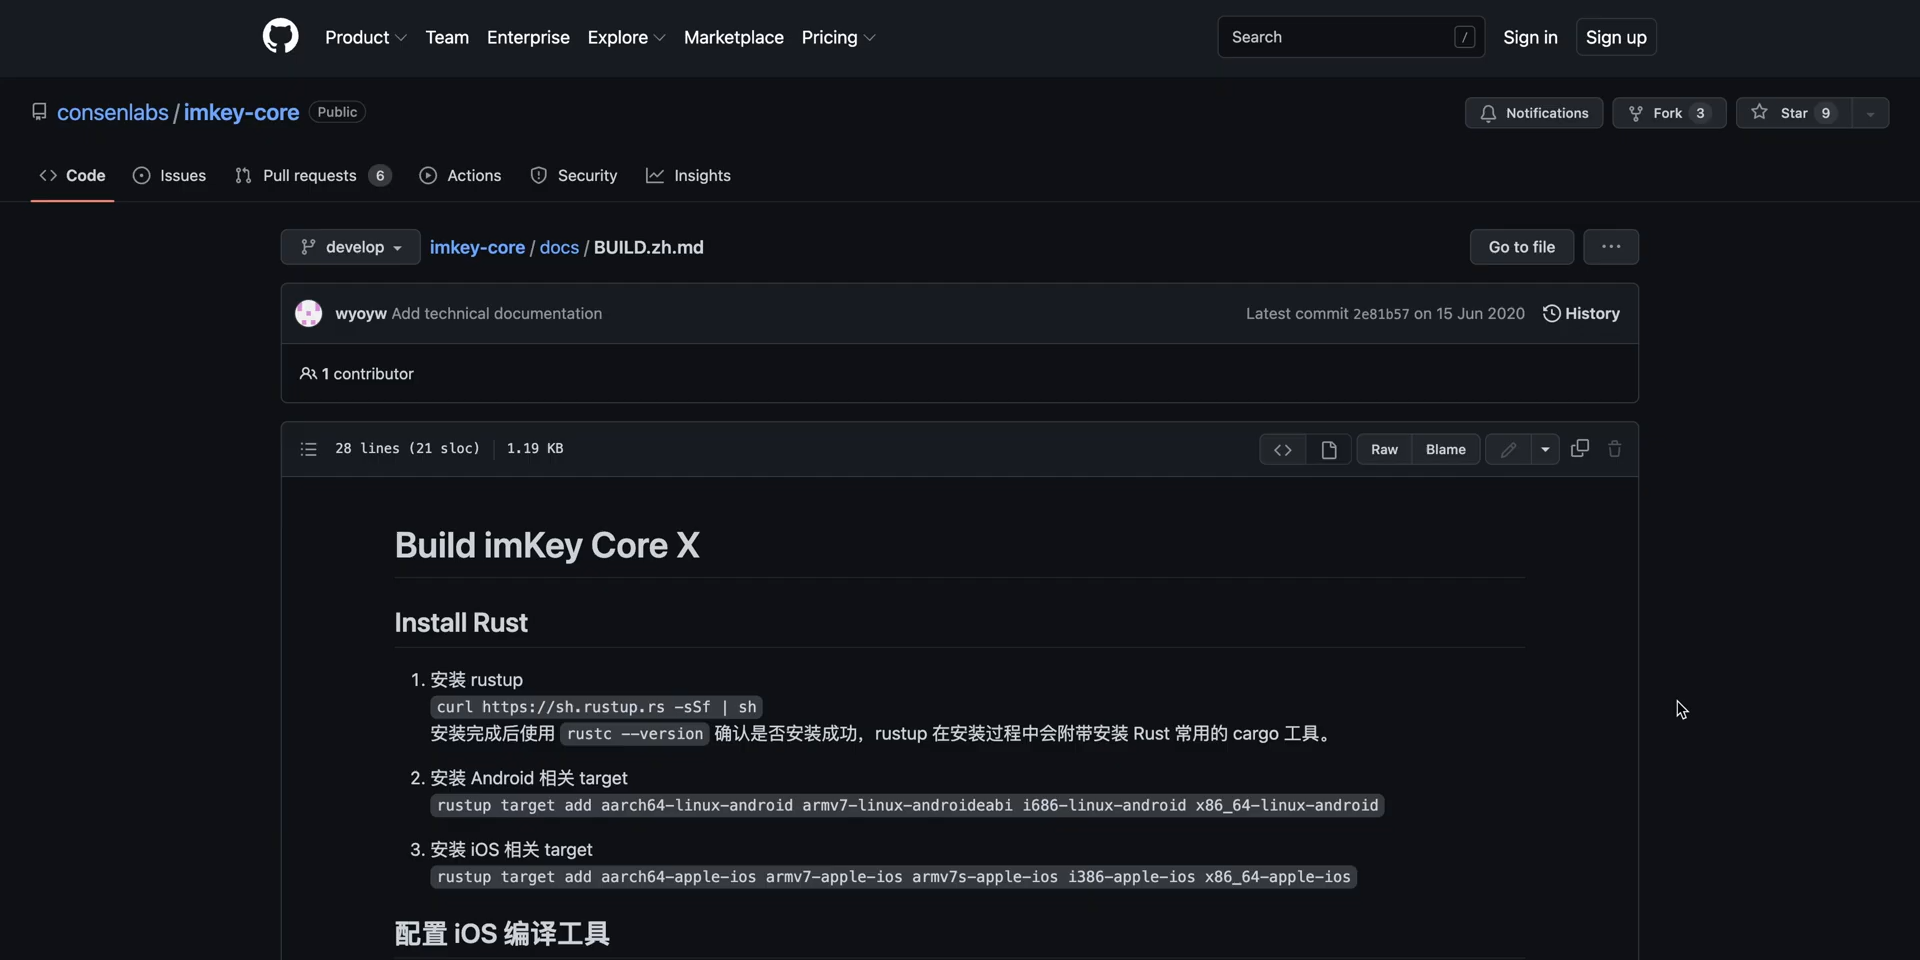 Product Team Enterprise Explore Marketplace Pricing Search / Sign in Sign up
consenlabs / imkey-core Public Notifications Fork 3 Star 9
Code Issues Pull requests 6 Actions Security Insights
develop imkey-core / docs / BUILD.zh.md Go to file ...
wyoyw Add technical documentation Latest commit 2e81b57 on 15 Jun 2020 History
1 contributor
28 lines (21 sloc) 1.19 KB <> Raw Blame
Build imKey Core X
Install Rust
1. 安装 rustup
curl https://sh.rustup.rs -sSf | sh
安装完成后使用 rustc --version 确认是否安装成功，rustup 在安装过程中会附带安装 Rust 常用的 cargo 工具。
2. 安装 Android 相关 target
rustup target add aarch64-linux-android armv7-linux-androideabi i686-linux-android x86_64-linux-android
3. 安装 iOS 相关 target
rustup target add aarch64-apple-ios armv7-apple-ios armv7s-apple-ios i386-apple-ios x86_64-apple-ios
配置 iOS 编译工具